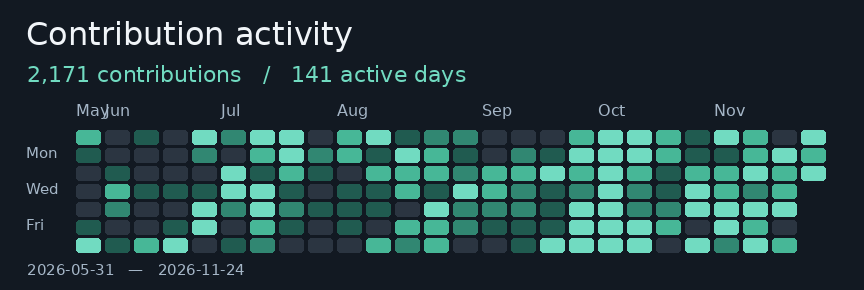 Contribution activity
2,171 contributions / 141 active days
May Jun Jul Aug Sep Oct Nov
Mon
Wed
Fri
2026-05-31 — 2026-11-24